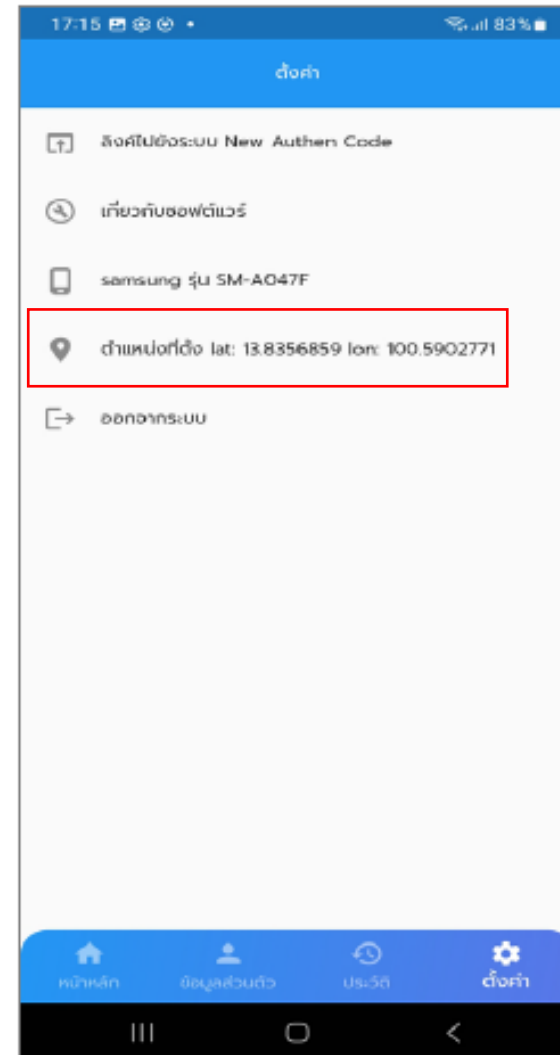 17:15
83%
ตั้งค่า
ลิงค์ไปยังระบบ New Authen Code
เกี่ยวกับซอฟต์แวร์
samsung รุ่น SM-A047F
ตำแหน่งที่ตั้ง lat: 13.8356859 lon: 100.5902771
ออกจากระบบ
หน้าหลัก
ข้อมูลส่วนตัว
ประวัติ
ตั้งค่า